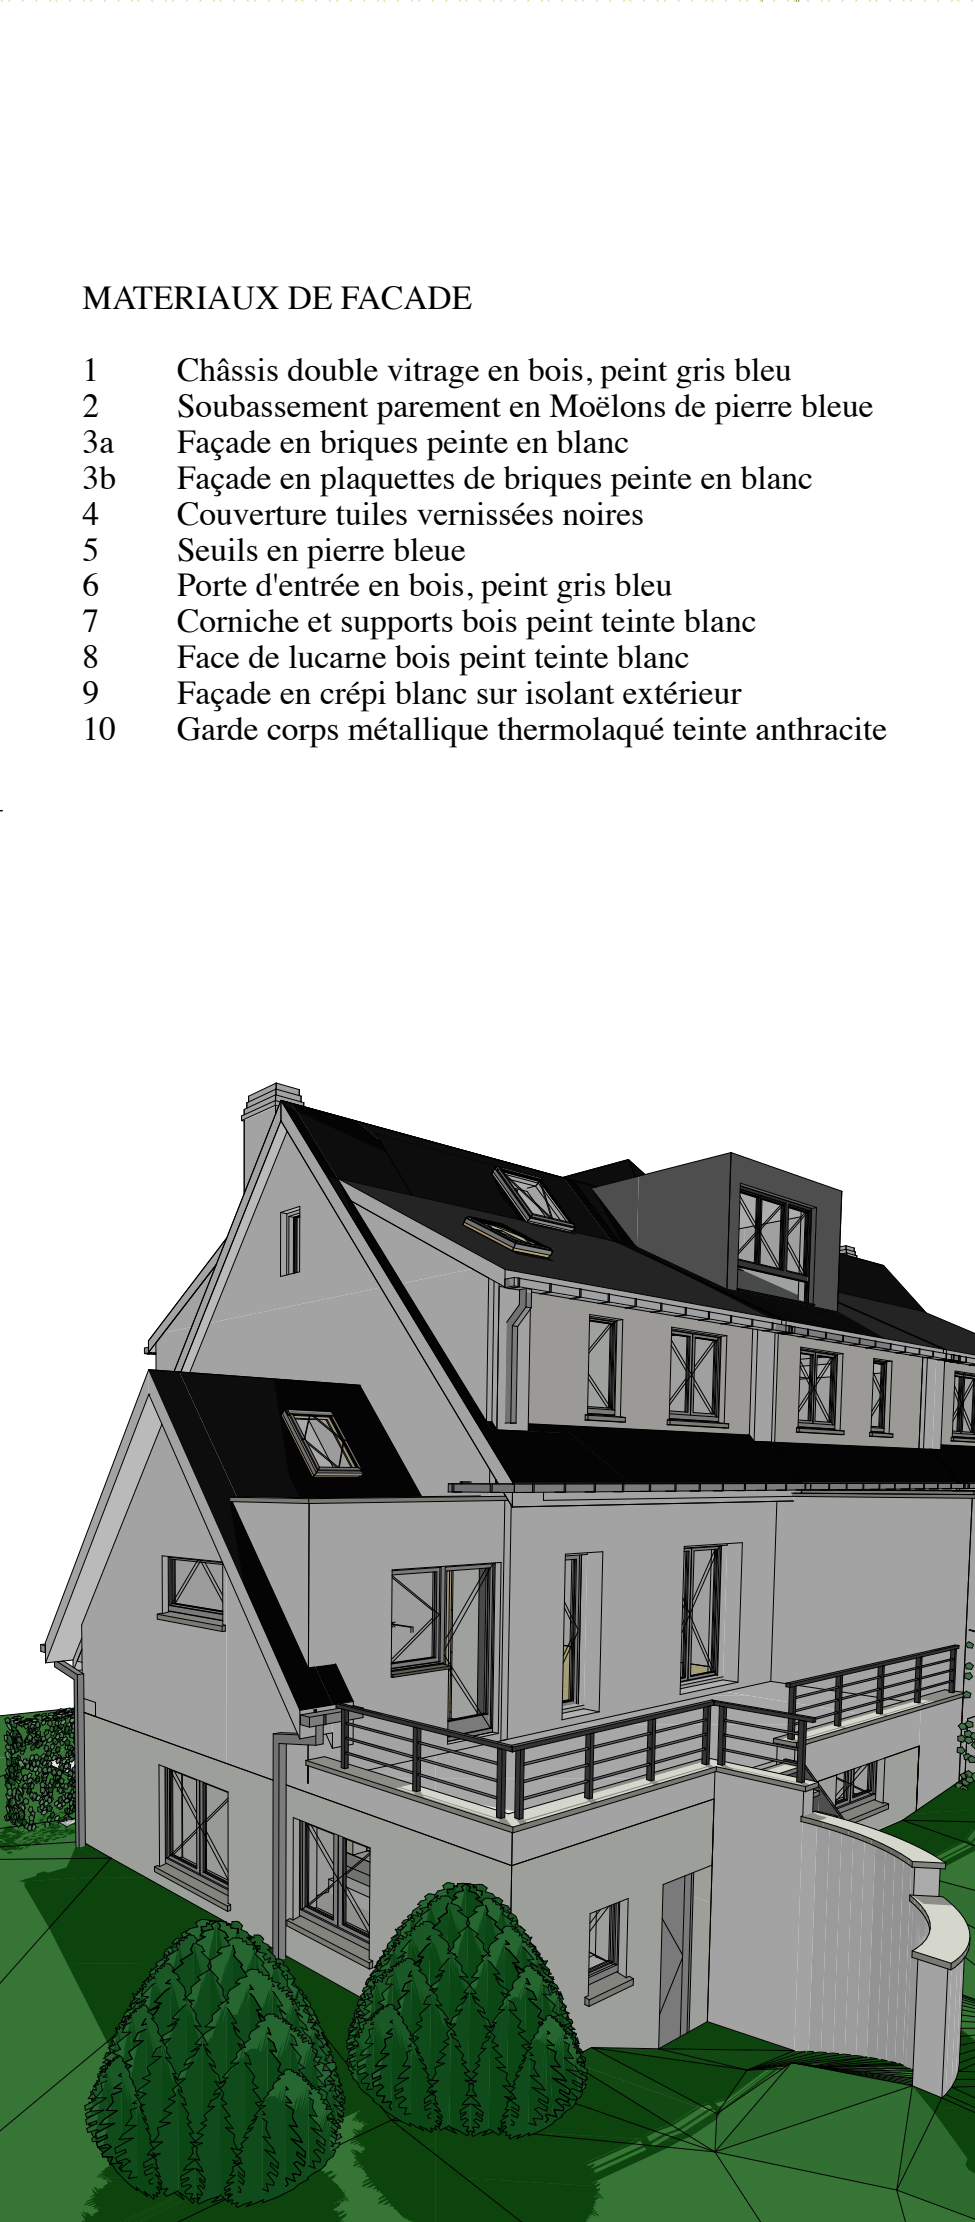 MATERIAUX DE FACADE
1 Châssis double vitrage en bois, peint gris bleu
2 Soubassement parement en Moëlons de pierre bleue
3a Façade en briques peinte en blanc
3b Façade en plaquettes de briques peinte en blanc
4 Couverture tuiles vernissées noires
5 Seuils en pierre bleue
6 Porte d'entrée en bois, peint gris bleu
7 Corniche et supports bois peint teinte blanc
8 Face de lucarne bois peint teinte blanc
9 Façade en crépi blanc sur isolant extérieur
10 Garde corps métallique thermolaqué teinte anthracite